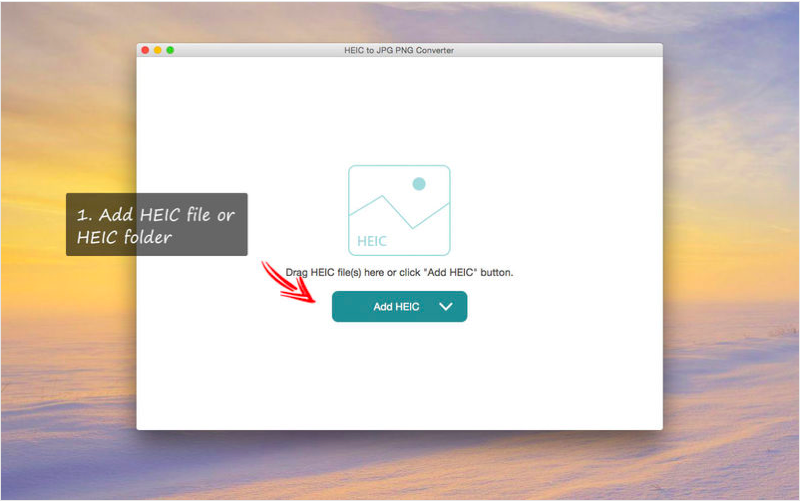 HEIC to JPG PNG Converter
1. Add HEIC file or
HEIC folder
HEIC
Drag HEIC file(s) here or click "Add HEIC" button.
Add HEIC